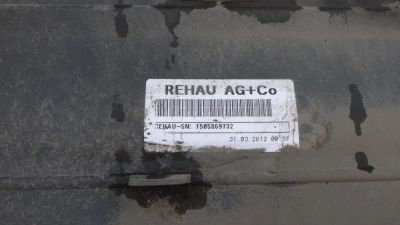 REHAU AG+Co
REHAU-SN: 1585869732
31.03.2012 00:58